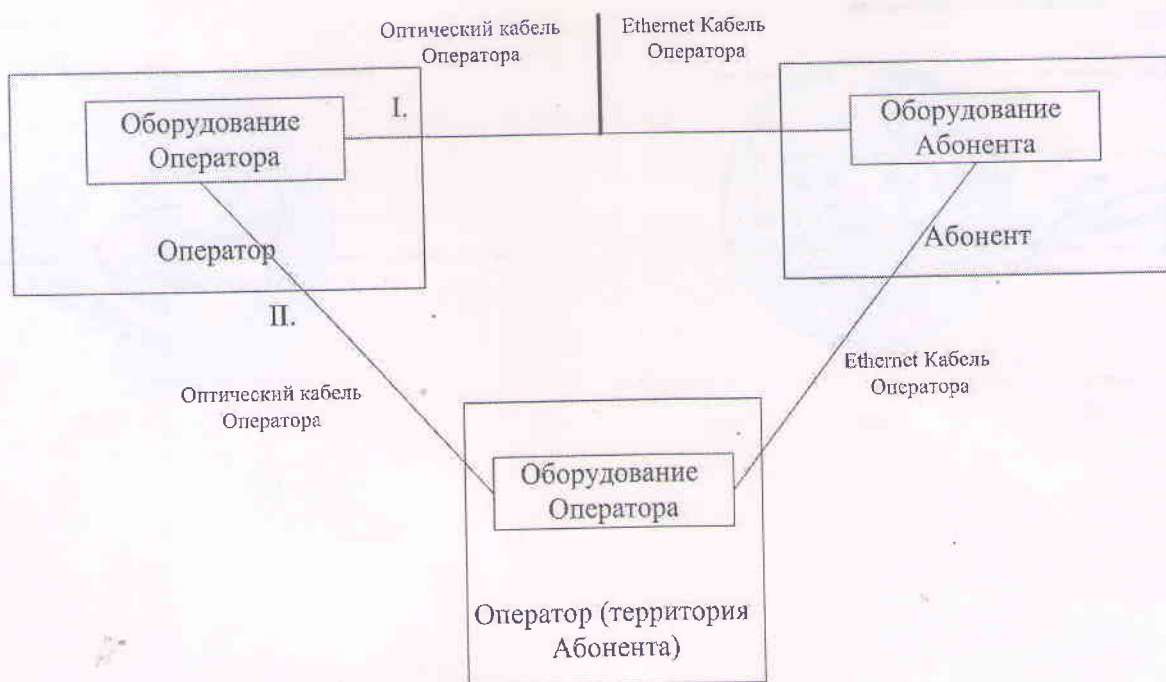 Оптический кабель
Оператора
Ethernet Кабель
Оператора
Оборудование
Оператора
I.
Оборудование
Абонента
Оператор
Абонент
II.
Оптический кабель
Оператора
Ethernet Кабель
Оператора
Оборудование
Оператора
Оператор (территория
Абонента)